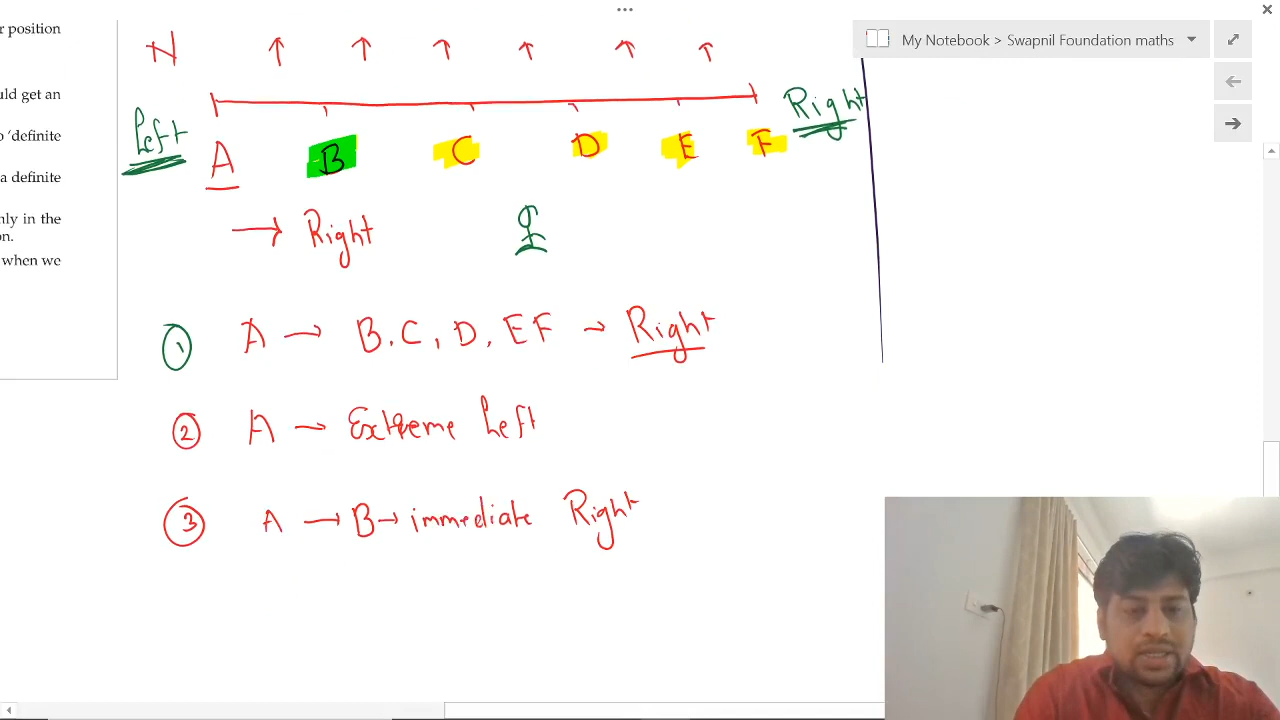 r position
uld get an
o 'definite
a definite
nly in the
on.
when we
My Notebook > Swapnil Foundation maths
N ↑ ↑ ↑ ↑ ↑ ↑
Left Right
A B C D E F
→ Right
① A → B, C, D, E F → Right
② A → Extreme Left
③ A → B → immediate Right